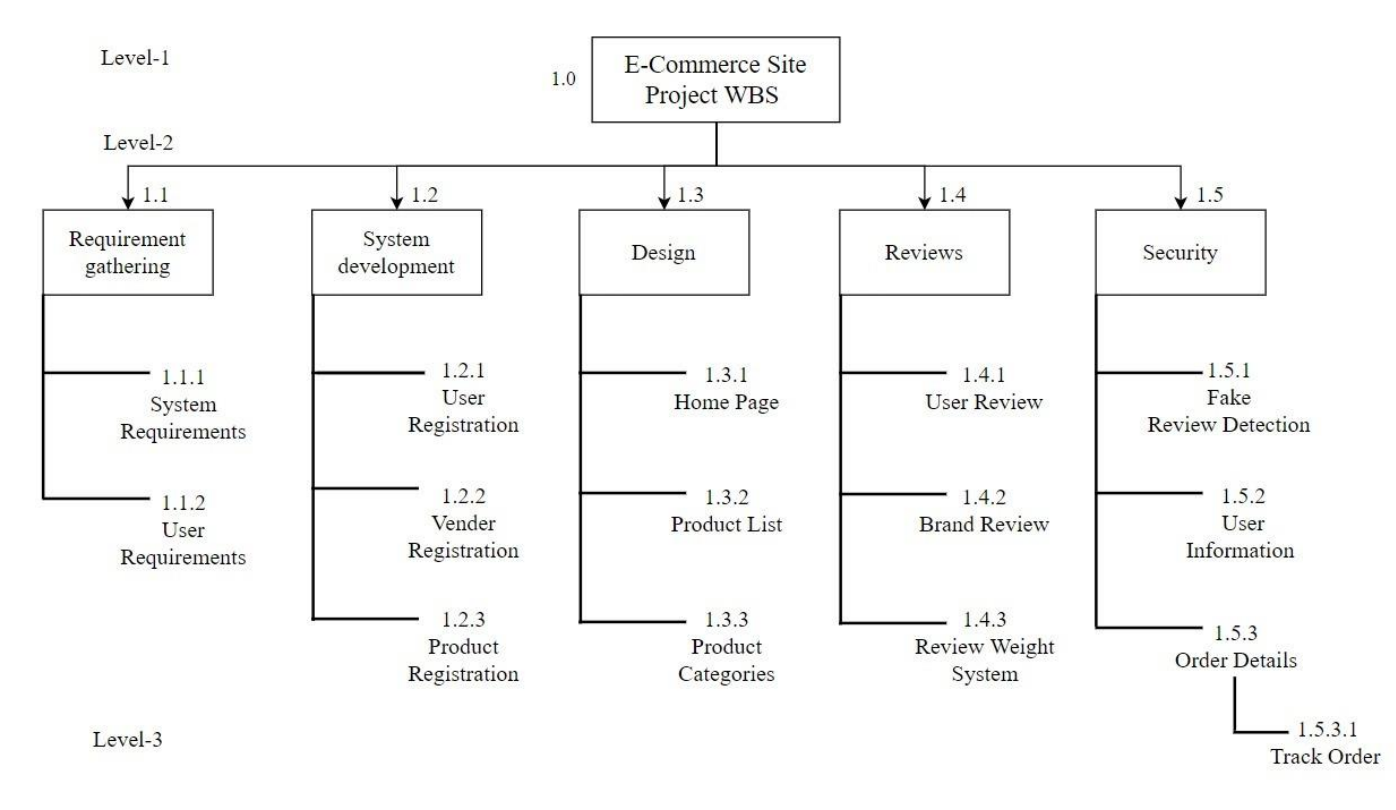 Level-1
1.0
E-Commerce Site
Project WBS
Level-2
1.1
Requirement
gathering
1.1.1
System
Requirements
1.1.2
User
Requirements
1.2
System
development
1.2.1
User
Registration
1.2.2
Vender
Registration
1.2.3
Product
Registration
1.3
Design
1.3.1
Home Page
1.3.2
Product List
1.3.3
Product
Categories
1.4
Reviews
1.4.1
User Review
1.4.2
Brand Review
1.4.3
Review Weight
System
1.5
Security
1.5.1
Fake
Review Detection
1.5.2
User
Information
1.5.3
Order Details
1.5.3.1
Track Order
Level-3